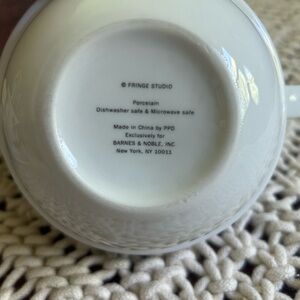 © FRINGE STUDIO
Porcelain
Dishwasher safe & Microwave safe
Made in China by PPD
Exclusively for
BARNES & NOBLE, INC.
New York, NY 10011